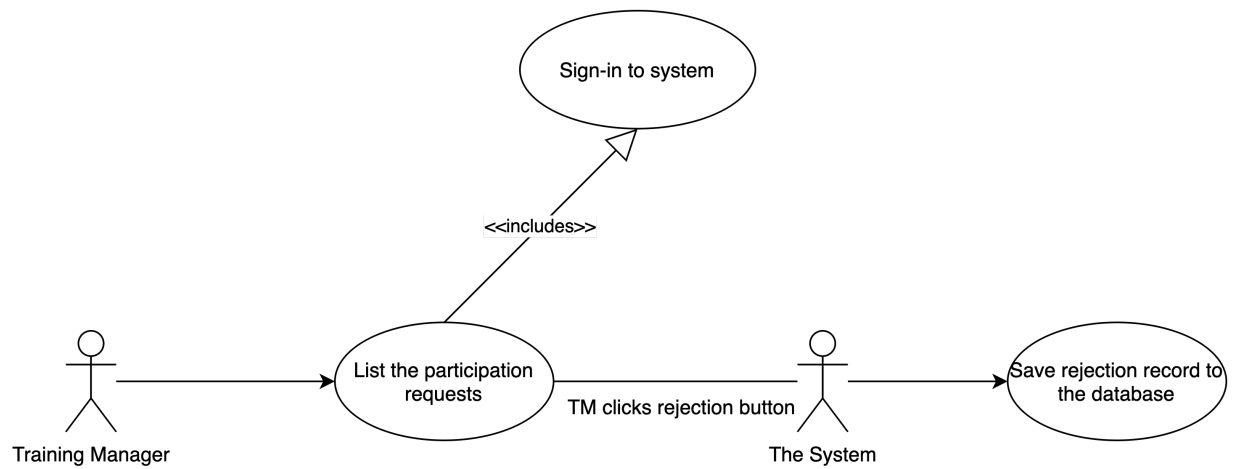 Sign-in to system
<<includes>>
List the participation
requests
TM clicks rejection button
Save rejection record to
the database
Training Manager
The System